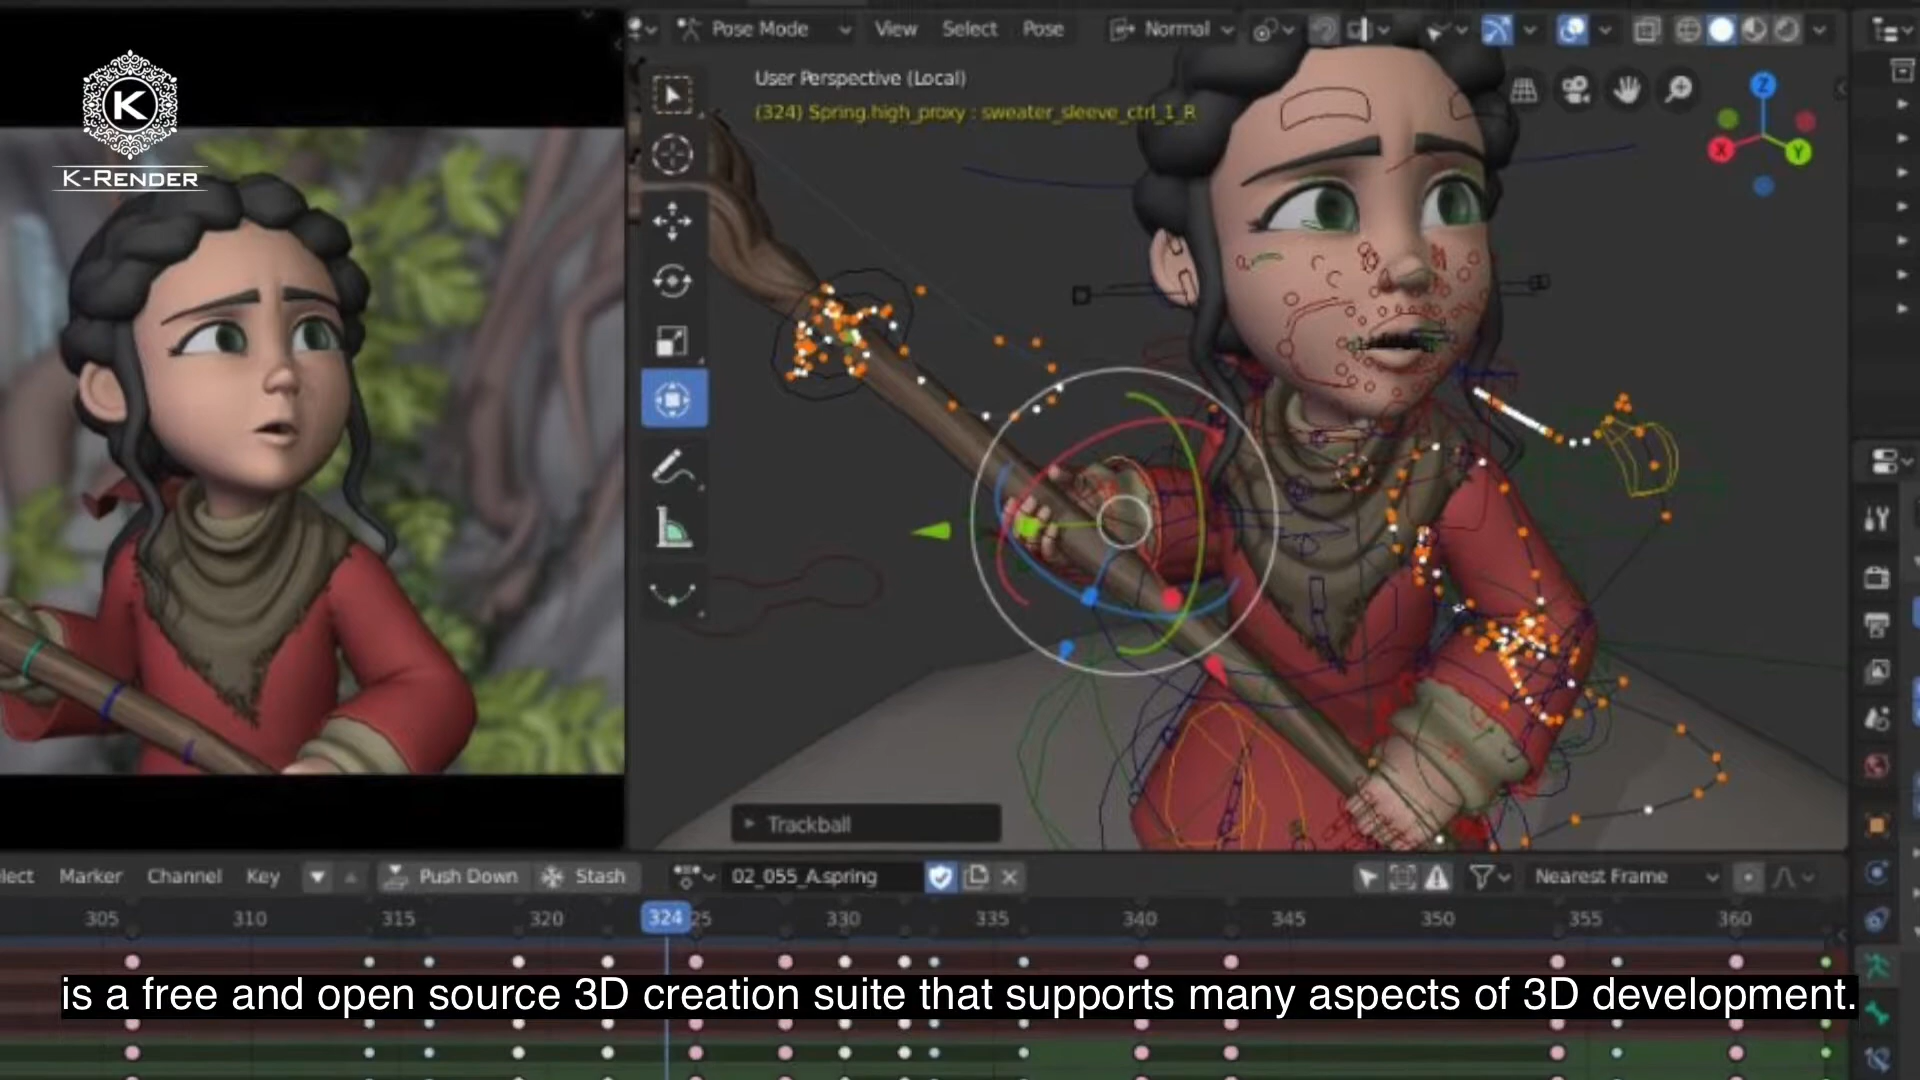 K
K-RENDER
Pose Mode View Select Pose Normal
User Perspective (Local)
(324) Spring.high_proxy : sweater_sleeve_ctrl_1_R
Z
X
Y
Trackball
lect Marker Channel Key Push Down Stash 02_055_A.spring Nearest Frame
305 310 315 320 324 25 330 335 340 345 350 355 360
is a free and open source 3D creation suite that supports many aspects of 3D development.